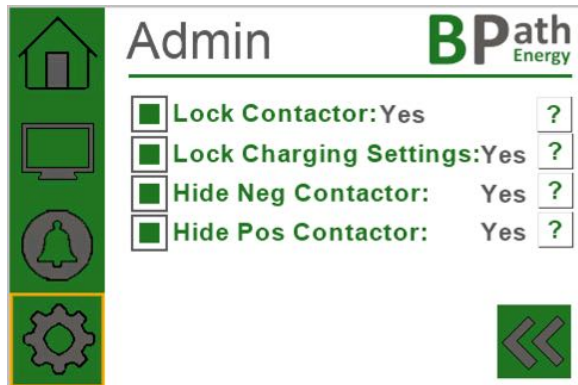 Admin
BPath
Energy
Lock Contactor: Yes ?
Lock Charging Settings: Yes ?
Hide Neg Contactor: Yes ?
Hide Pos Contactor: Yes ?